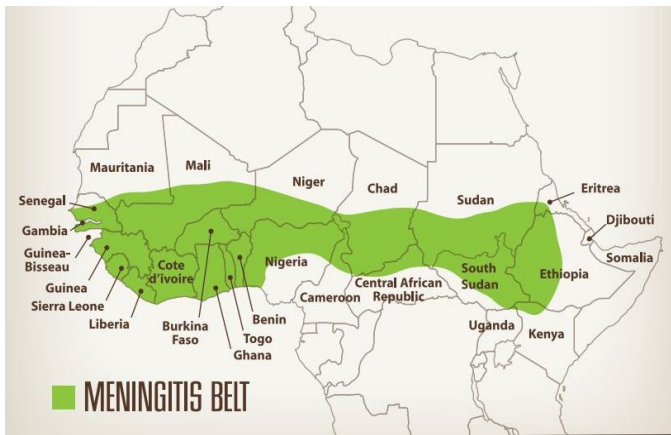 Mauritania
Mali
Niger
Chad
Sudan
Eritrea
Senegal
Djibouti
Gambia
Somalia
Guinea-
Bissau
Nigeria
Cote
d'ivoire
South
Sudan
Ethiopia
Guinea
Central African
Republic
Sierra Leone
Cameroon
Liberia
Benin
Burkina
Faso
Togo
Ghana
Uganda
Kenya
MENINGITIS BELT